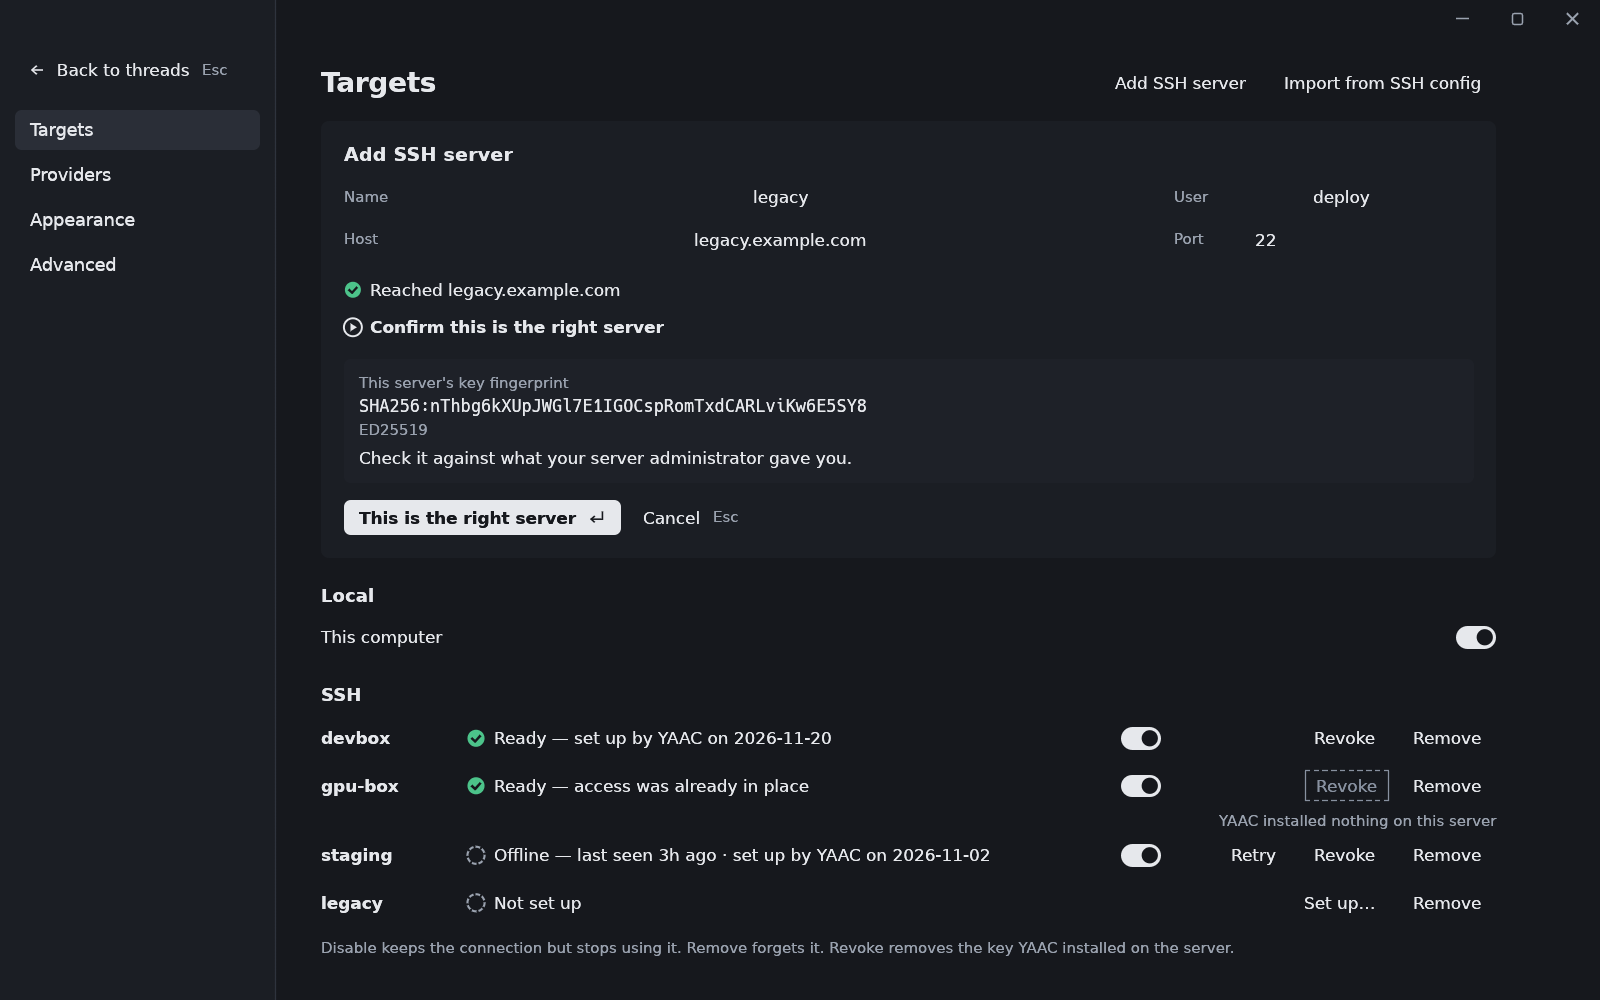 Back to threads Esc
Targets
Providers
Appearance
Advanced
Targets
Add SSH server Import from SSH config
Add SSH server
Name legacy User deploy
Host legacy.example.com Port 22
Reached legacy.example.com
Confirm this is the right server
This server's key fingerprint
SHA256:nThbg6kXUpJWGl7E1IGOCspRomTxdCARLviKw6E5SY8
ED25519
Check it against what your server administrator gave you.
This is the right server Cancel Esc
Local
This computer
SSH
devbox Ready — set up by YAAC on 2026-11-20 Revoke Remove
gpu-box Ready — access was already in place Revoke Remove
YAAC installed nothing on this server
staging Offline — last seen 3h ago · set up by YAAC on 2026-11-02 Retry Revoke Remove
legacy Not set up Set up... Remove
Disable keeps the connection but stops using it. Remove forgets it. Revoke removes the key YAAC installed on the server.